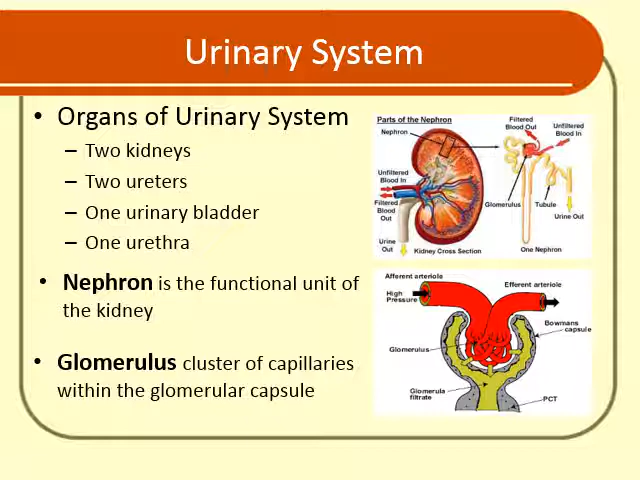 Urinary System
• Organs of Urinary System
– Two kidneys
– Two ureters
– One urinary bladder
– One urethra
• Nephron is the functional unit of
the kidney
• Glomerulus cluster of capillaries
within the glomerular capsule
Parts of the Nephron
Nephron
Unfiltered
Blood In
Filtered
Blood
Out
Urine
Out
Kidney Cross Section
Filtered
Blood Out
Unfiltered
Blood In
Glomerulus
Tubule
Urine Out
One Nephron
Afferent arteriole
Efferent arteriole
High
Pressure
Bowmans
capsule
Glomerulus
Glomerula
filtrate
PCT